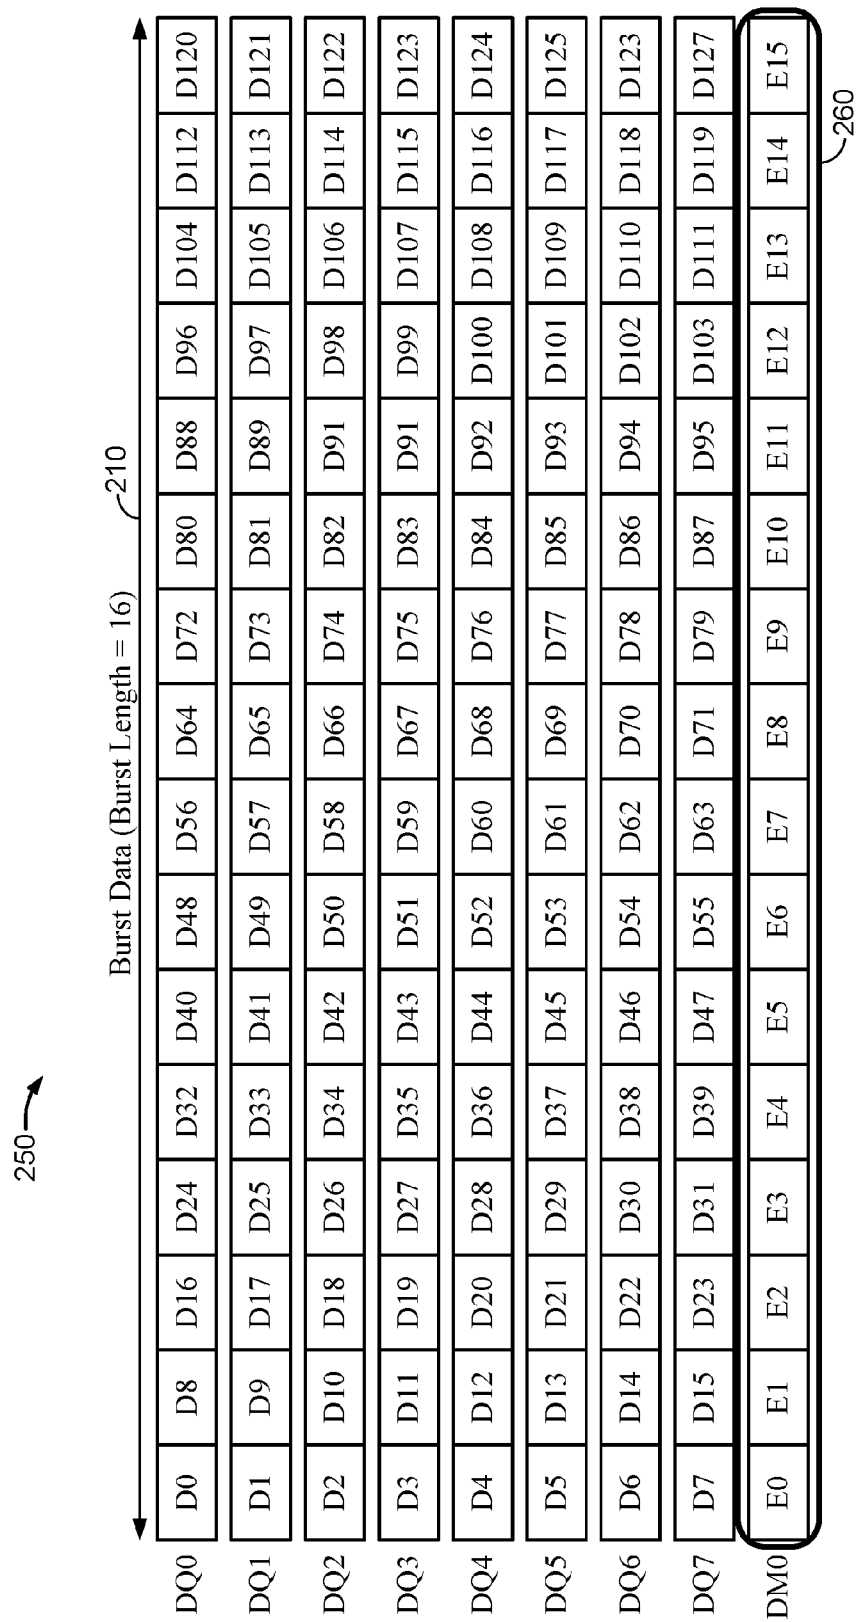 250
Burst Data (Burst Length = 16)
210
DQ0 D0 D8 D16 D24 D32 D40 D48 D56 D64 D72 D80 D88 D96 D104 D112 D120
DQ1 D1 D9 D17 D25 D33 D41 D49 D57 D65 D73 D81 D89 D97 D105 D113 D121
DQ2 D2 D10 D18 D26 D34 D42 D50 D58 D66 D74 D82 D91 D98 D106 D114 D122
DQ3 D3 D11 D19 D27 D35 D43 D51 D59 D67 D75 D83 D91 D99 D107 D115 D123
DQ4 D4 D12 D20 D28 D36 D44 D52 D60 D68 D76 D84 D92 D100 D108 D116 D124
DQ5 D5 D13 D21 D29 D37 D45 D53 D61 D69 D77 D85 D93 D101 D109 D117 D125
DQ6 D6 D14 D22 D30 D38 D46 D54 D62 D70 D78 D86 D94 D102 D110 D118 D123
DQ7 D7 D15 D23 D31 D39 D47 D55 D63 D71 D79 D87 D95 D103 D111 D119 D127
DM0 E0 E1 E2 E3 E4 E5 E6 E7 E8 E9 E10 E11 E12 E13 E14 E15
260